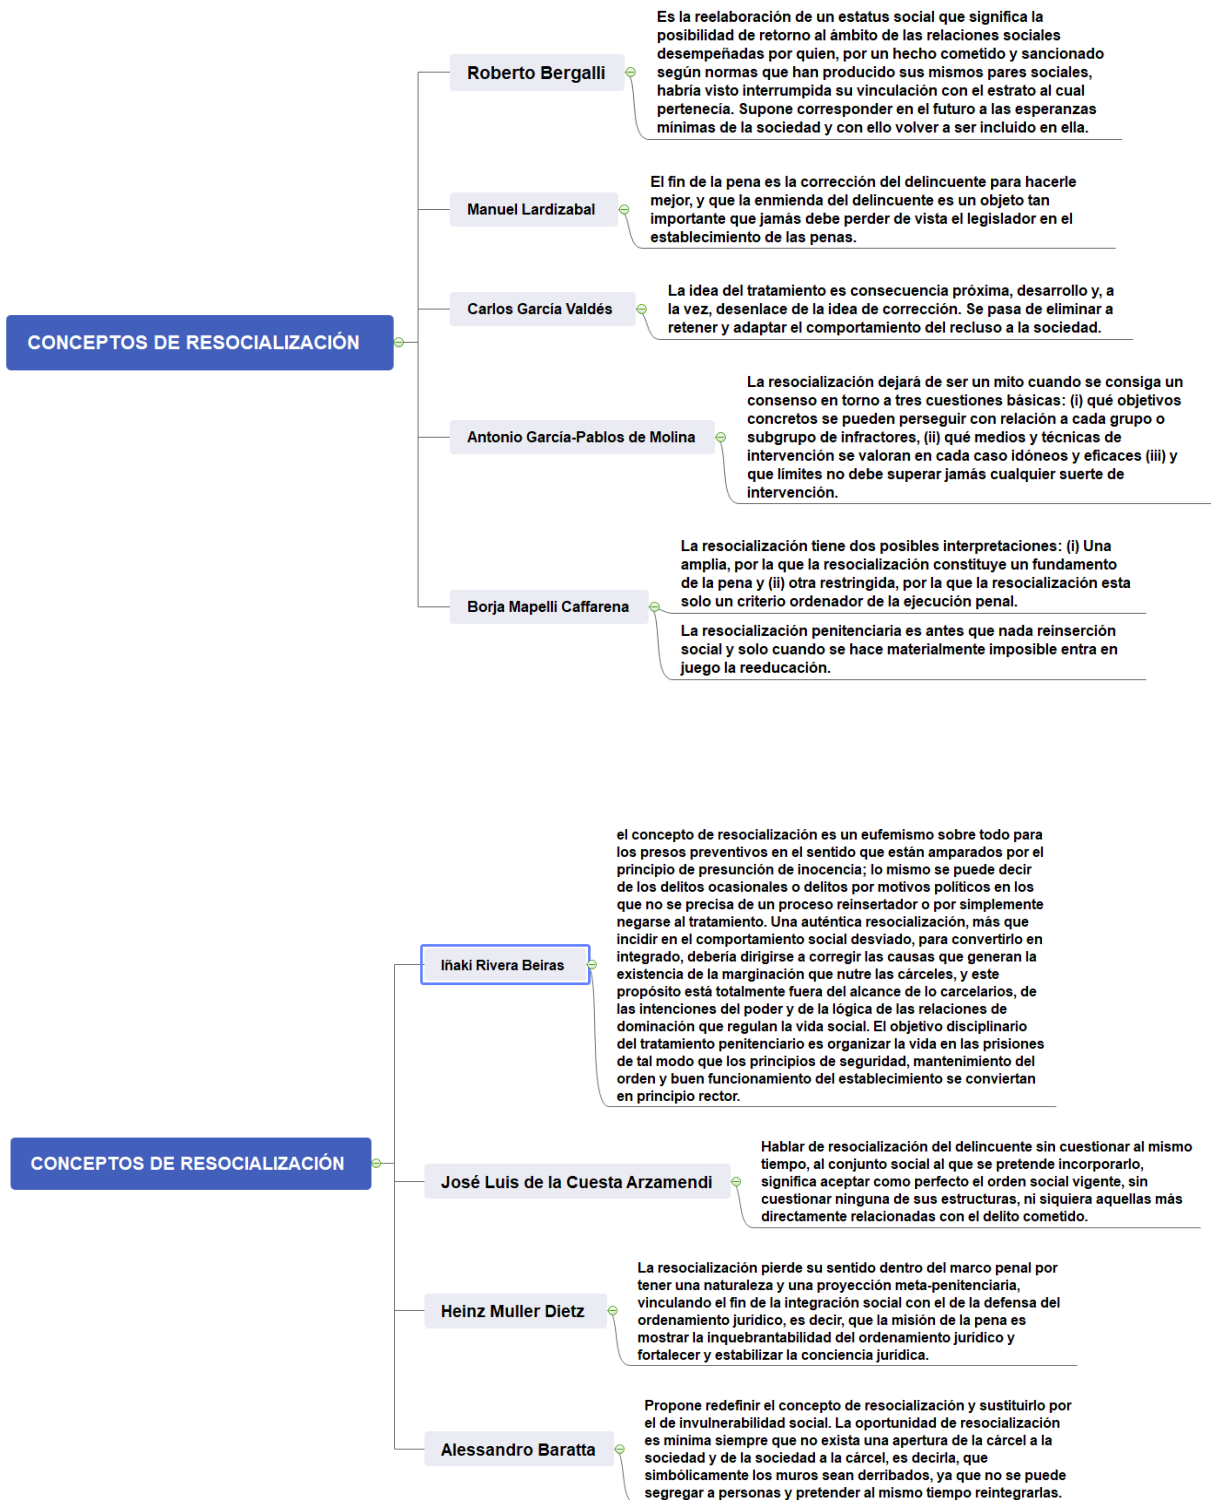 CONCEPTOS DE RESOCIALIZACIÓN
Roberto Bergalli
Es la reelaboración de un estatus social que significa la
posibilidad de retorno al ámbito de las relaciones sociales
desempeñadas por quien, por un hecho cometido y sancionado
según normas que han producido sus mismos pares sociales,
habría visto interrumpida su vinculación con el estrato al cual
pertenecía. Supone corresponder en el futuro a las esperanzas
mínimas de la sociedad y con ello volver a ser incluido en ella.
Manuel Lardizabal
El fin de la pena es la corrección del delincuente para hacerle
mejor, y que la enmienda del delincuente es un objeto tan
importante que jamás debe perder de vista el legislador en el
establecimiento de las penas.
Carlos García Valdés
La idea del tratamiento es consecuencia próxima, desarrollo y, a
la vez, desenlace de la idea de corrección. Se pasa de eliminar a
retener y adaptar el comportamiento del recluso a la sociedad.
Antonio García-Pablos de Molina
La resocialización dejará de ser un mito cuando se consiga un
consenso en torno a tres cuestiones básicas: (i) qué objetivos
concretos se pueden perseguir con relación a cada grupo o
subgrupo de infractores, (ii) qué medios y técnicas de
intervención se valoran en cada caso idóneos y eficaces (iii) y
que límites no debe superar jamás cualquier suerte de
intervención.
Borja Mapelli Caffarena
La resocialización tiene dos posibles interpretaciones: (i) Una
amplia, por la que la resocialización constituye un fundamento
de la pena y (ii) otra restringida, por la que la resocialización esta
solo un criterio ordenador de la ejecución penal.
La resocialización penitenciaria es antes que nada reinserción
social y solo cuando se hace materialmente imposible entra en
juego la reeducación.
CONCEPTOS DE RESOCIALIZACIÓN
Iñaki Rivera Beiras
el concepto de resocialización es un eufemismo sobre todo para
los presos preventivos en el sentido que están amparados por el
principio de presunción de inocencia; lo mismo se puede decir
de los delitos ocasionales o delitos por motivos políticos en los
que no se precisa de un proceso reinsertador o por simplemente
negarse al tratamiento. Una auténtica resocialización, más que
incidir en el comportamiento social desviado, para convertirlo en
integrado, debería dirigirse a corregir las causas que generan la
existencia de la marginación que nutre las cárceles, y este
propósito está totalmente fuera del alcance de lo carcelarios, de
las intenciones del poder y de la lógica de las relaciones de
dominación que regulan la vida social. El objetivo disciplinario
del tratamiento penitenciario es organizar la vida en las prisiones
de tal modo que los principios de seguridad, mantenimiento del
orden y buen funcionamiento del establecimiento se conviertan
en principio rector.
José Luis de la Cuesta Arzamendi
Hablar de resocialización del delincuente sin cuestionar al mismo
tiempo, al conjunto social al que se pretende incorporarlo,
significa aceptar como perfecto el orden social vigente, sin
cuestionar ninguna de sus estructuras, ni siquiera aquellas más
directamente relacionadas con el delito cometido.
Heinz Muller Dietz
La resocialización pierde su sentido dentro del marco penal por
tener una naturaleza y una proyección meta-penitenciaria,
vinculando el fin de la integración social con el de la defensa del
ordenamiento jurídico, es decir, que la misión de la pena es
mostrar la inquebrantabilidad del ordenamiento jurídico y
fortalecer y estabilizar la conciencia jurídica.
Alessandro Baratta
Propone redefinir el concepto de resocialización y sustituirlo por
el de invulnerabilidad social. La oportunidad de resocialización
es mínima siempre que no exista una apertura de la cárcel a la
sociedad y de la sociedad a la cárcel, es decirla, que
simbólicamente los muros sean derribados, ya que no se puede
segregar a personas y pretender al mismo tiempo reintegrarlas.